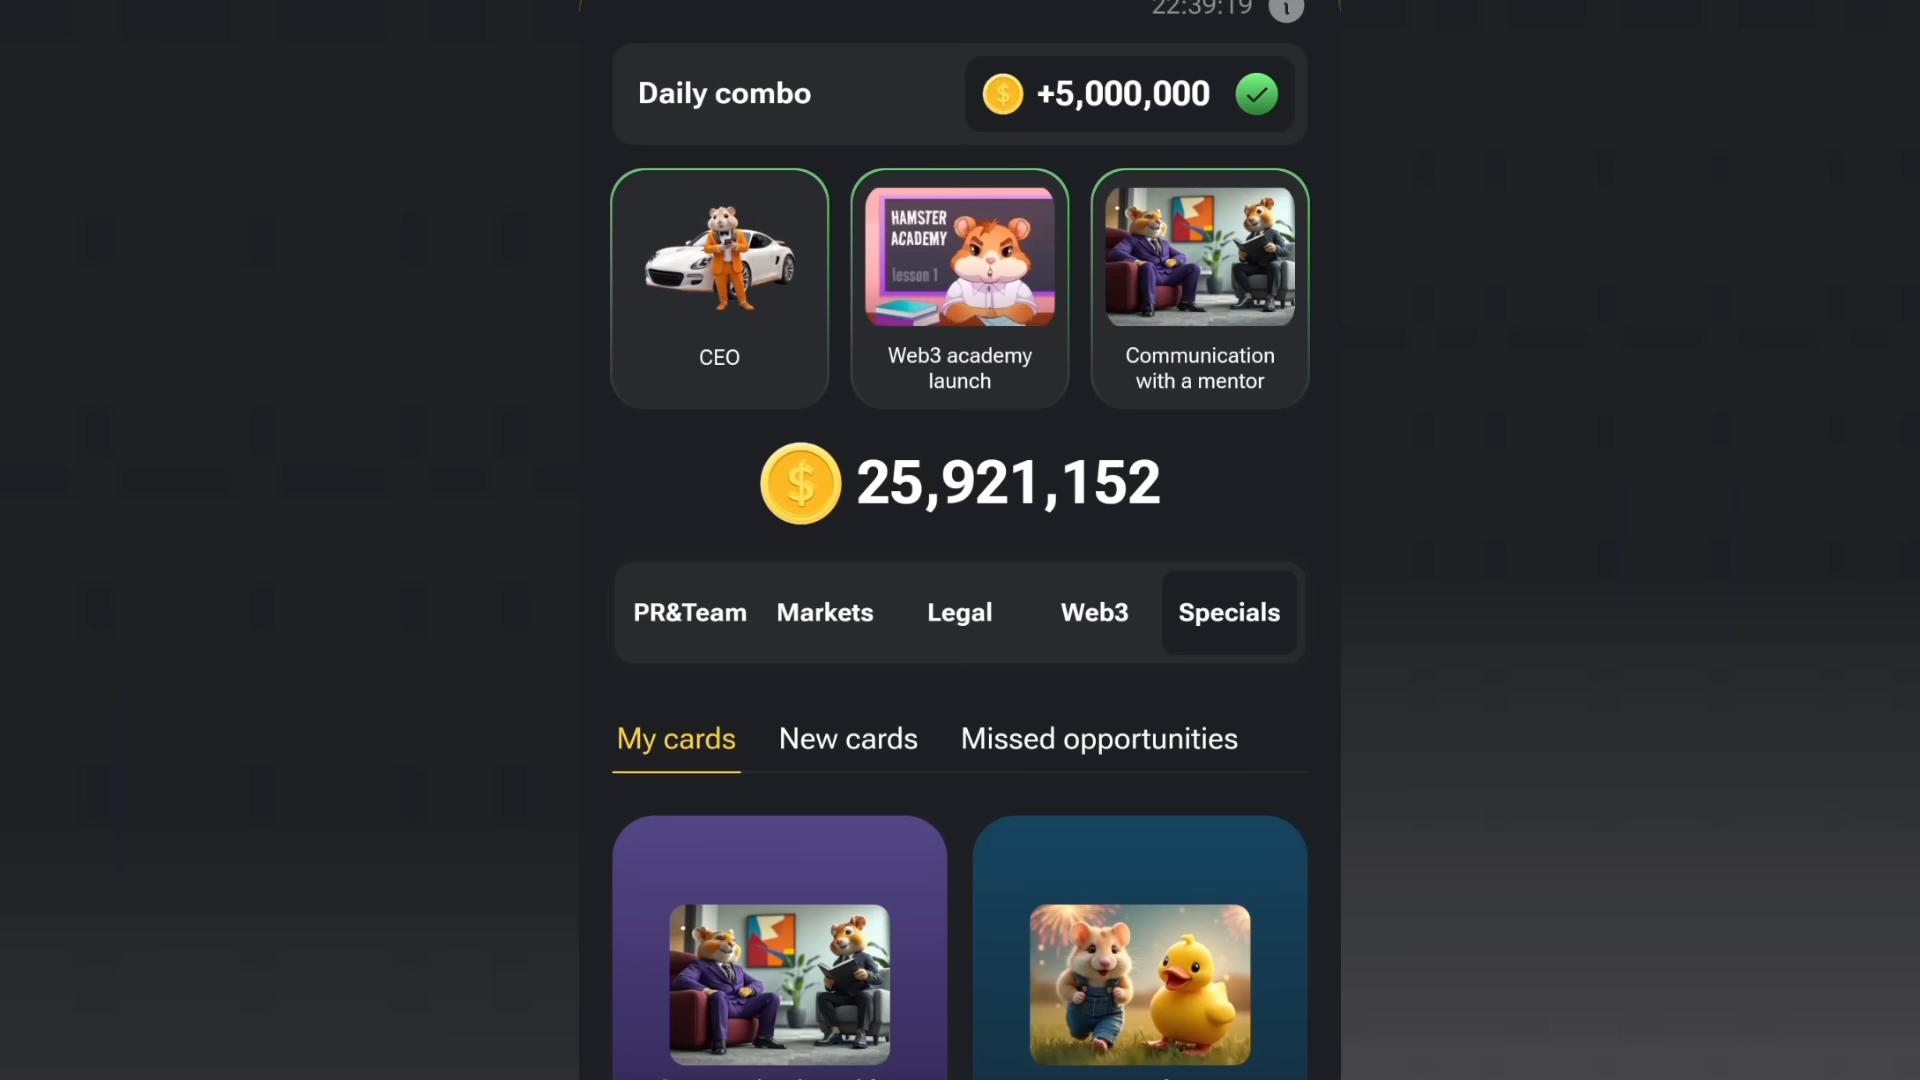 22:39:19
Daily combo
+5,000,000
HAMSTER
ACADEMY
lesson 1
CEO
Web3 academy
launch
Communication
with a mentor
25,921,152
PR&Team Markets Legal Web3 Specials
My cards New cards Missed opportunities